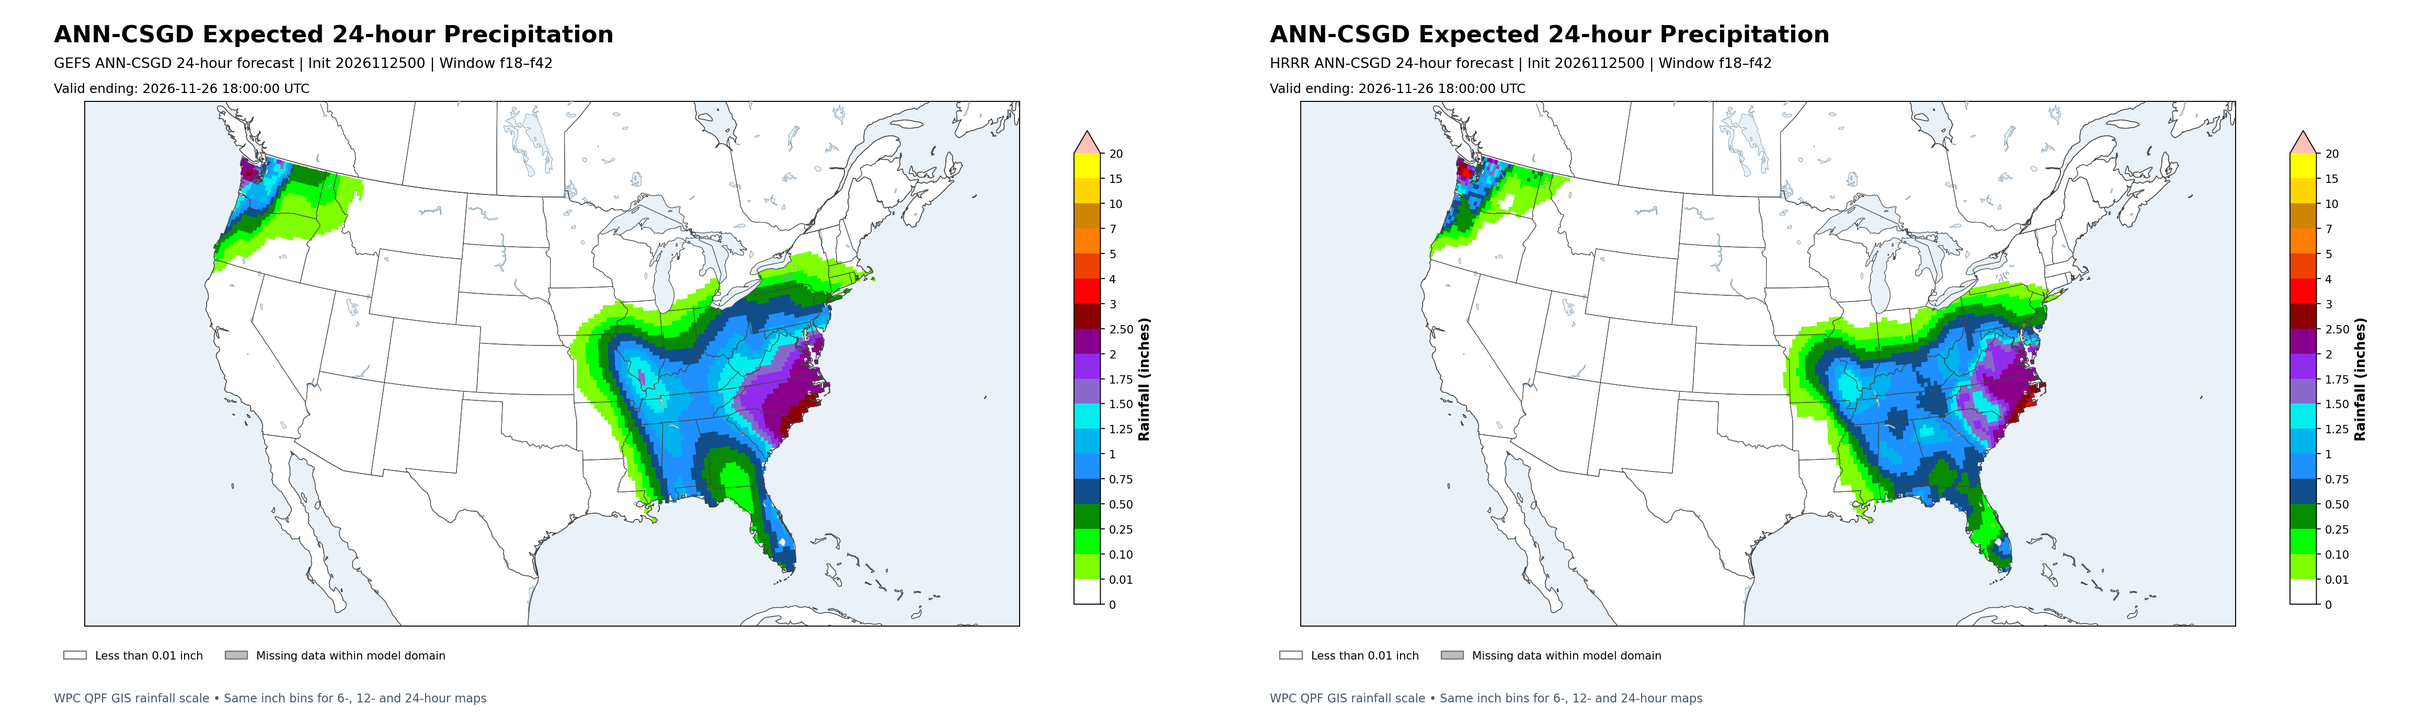 ANN-CSGD Expected 24-hour Precipitation
GEFS ANN-CSGD 24-hour forecast | Init 2026112500 | Window f18–f42
Valid ending: 2026-11-26 18:00:00 UTC
20
15
10
7
5
4
3
2.50
2
1.75
1.50
1.25
1
0.75
0.50
0.25
0.10
0.01
0
Rainfall (inches)
Less than 0.01 inch
Missing data within model domain
WPC QPF GIS rainfall scale • Same inch bins for 6-, 12- and 24-hour maps
ANN-CSGD Expected 24-hour Precipitation
HRRR ANN-CSGD 24-hour forecast | Init 2026112500 | Window f18–f42
Valid ending: 2026-11-26 18:00:00 UTC
20
15
10
7
5
4
3
2.50
2
1.75
1.50
1.25
1
0.75
0.50
0.25
0.10
0.01
0
Rainfall (inches)
Less than 0.01 inch
Missing data within model domain
WPC QPF GIS rainfall scale • Same inch bins for 6-, 12- and 24-hour maps